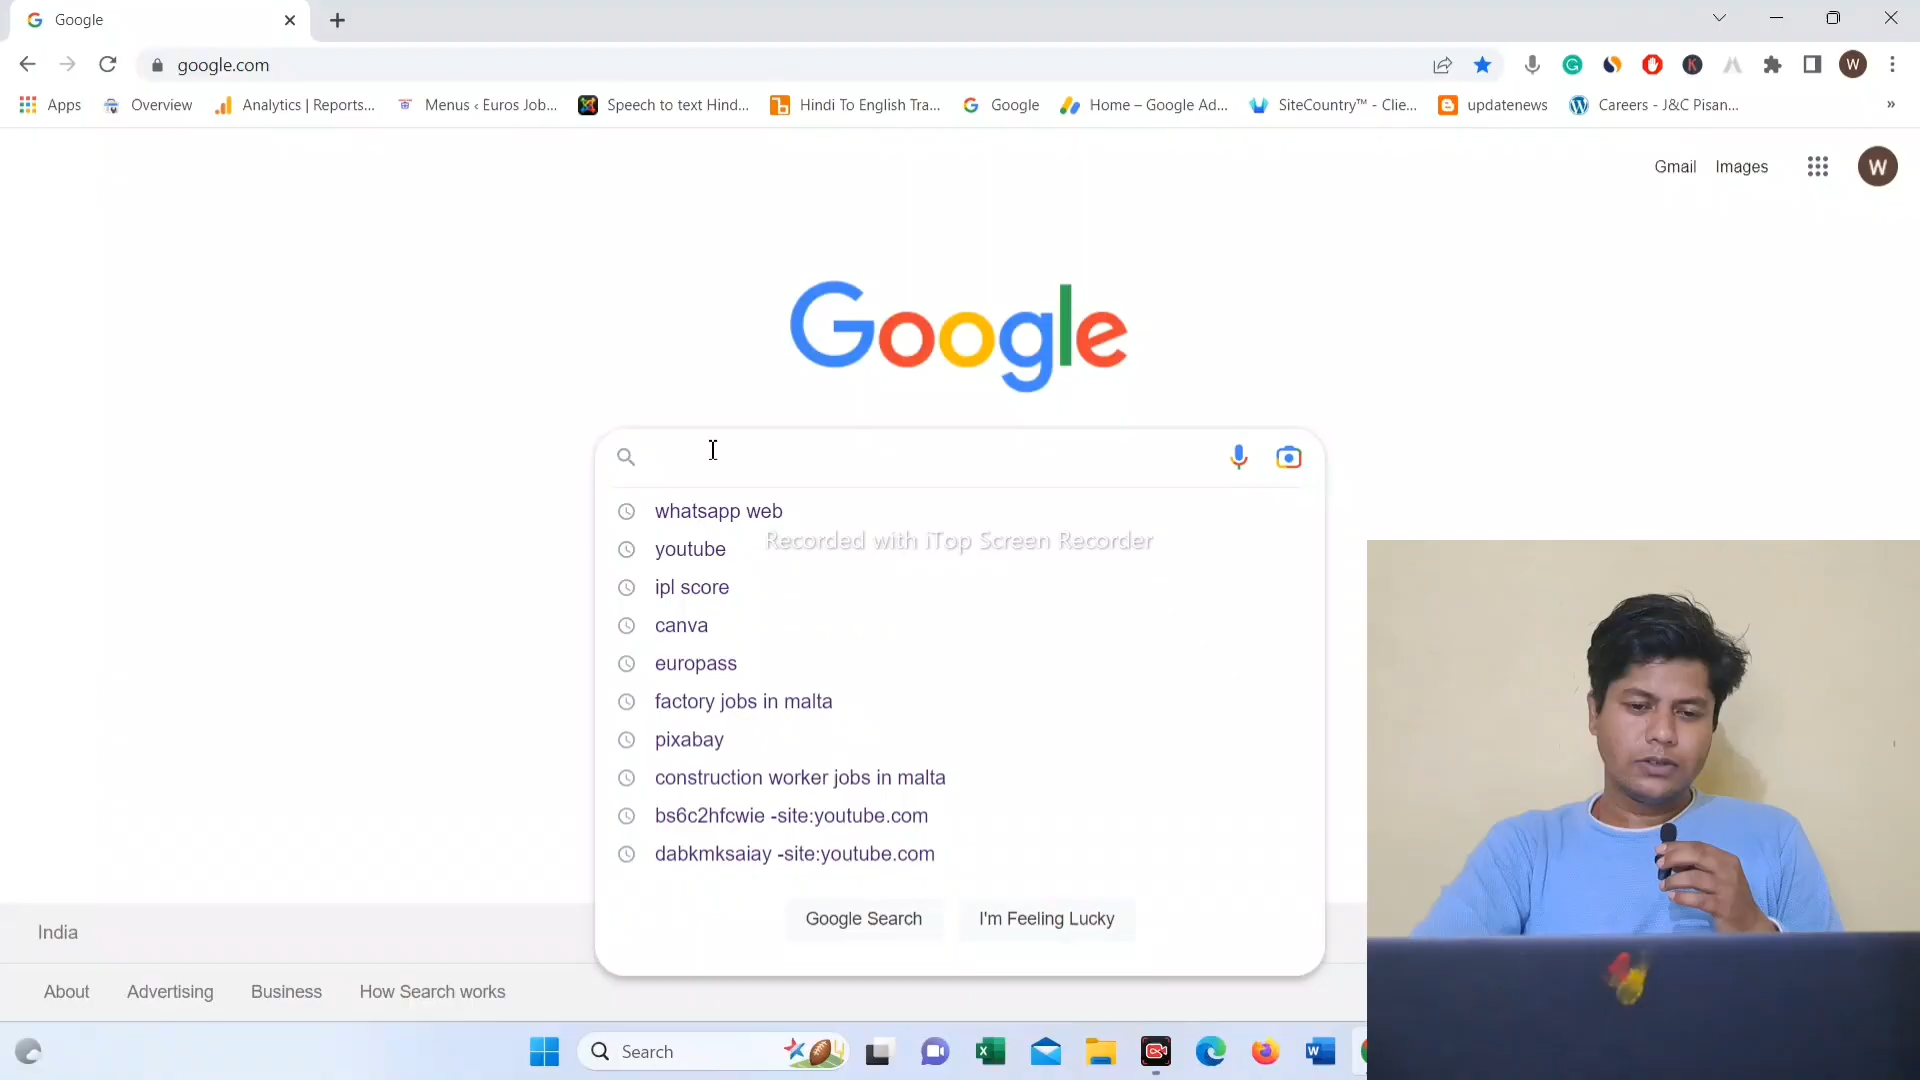 Google
google.com
Apps Overview Analytics | Reports... Menus ‹ Euros Job... Speech to text Hind... Hindi To English Tra... Google Home – Google Ad... SiteCountry™ - Clie... updatenews Careers - J&C Pisan... »
Gmail Images W
Google
whatsapp web
Recorded with iTop Screen Recorder
youtube
ipl score
canva
europass
factory jobs in malta
pixabay
construction worker jobs in malta
bs6c2hfcwie -site:youtube.com
dabkmksaiay -site:youtube.com
Google Search I'm Feeling Lucky
India
About Advertising Business How Search works
Search